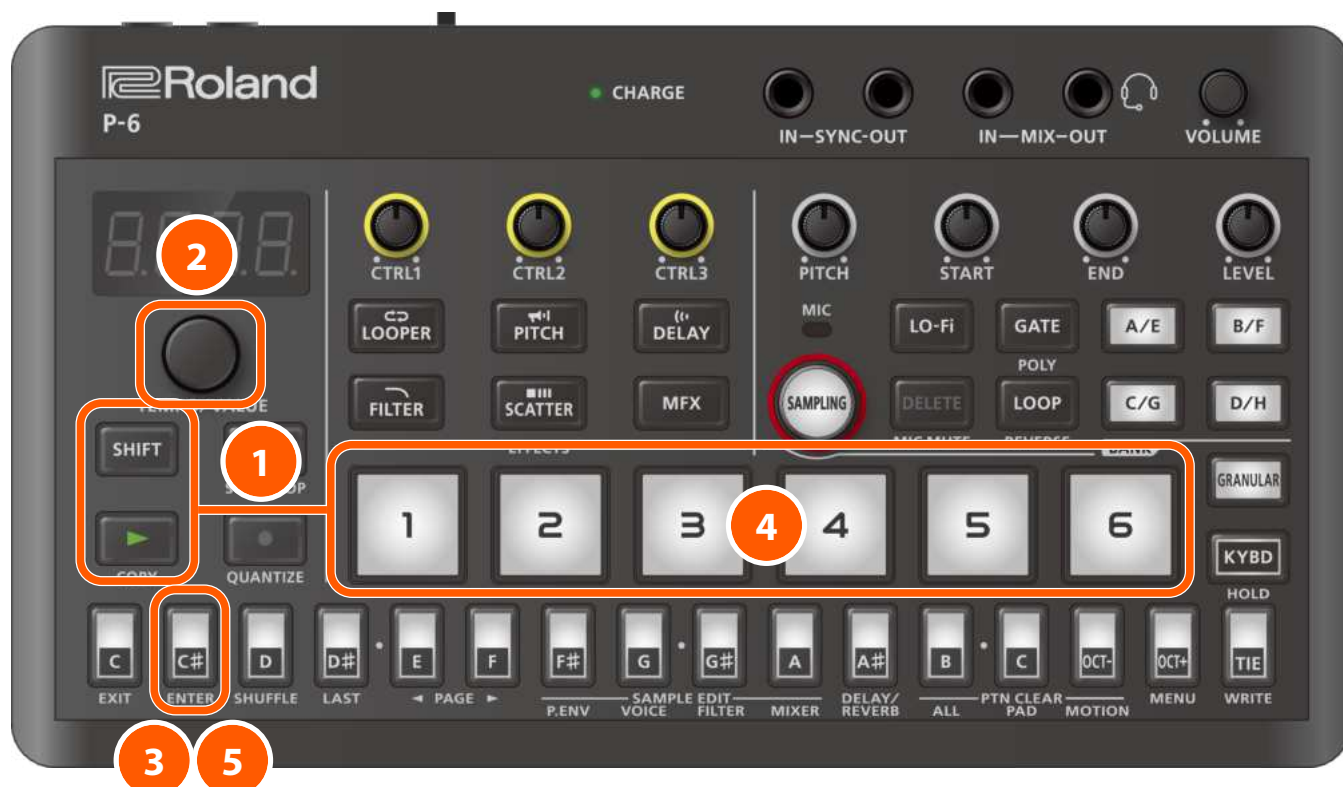 Roland
P-6
CHARGE
IN-SYNC-OUT
IN-MIX-OUT
VOLUME
2
CTRL1
CTRL2
CTRL3
PITCH
START
END
LEVEL
MIC
LOOPER
PITCH
DELAY
LO-Fi
GATE
A/E
B/F
POLY
VALUE
FILTER
SCATTER
MFX
SAMPLING
DELETE
LOOP
C/G
D/H
MIC MUTE
REVERSE
BANK
SHIFT
1
EFFECTS
GRANULAR
1
2
3
4
4
5
6
COPY
QUANTIZE
KYBD
HOLD
C
C#
D
D#
E
F
F#
G
G#
A
A#
B
C
OCT-
OCT+
TIE
EXIT
ENTER
SHUFFLE
LAST
◄ PAGE ►
SAMPLE EDIT
P.ENV
VOICE
FILTER
MIXER
DELAY/
REVERB
PTN CLEAR
ALL
PAD
MOTION
MENU
WRITE
3
5